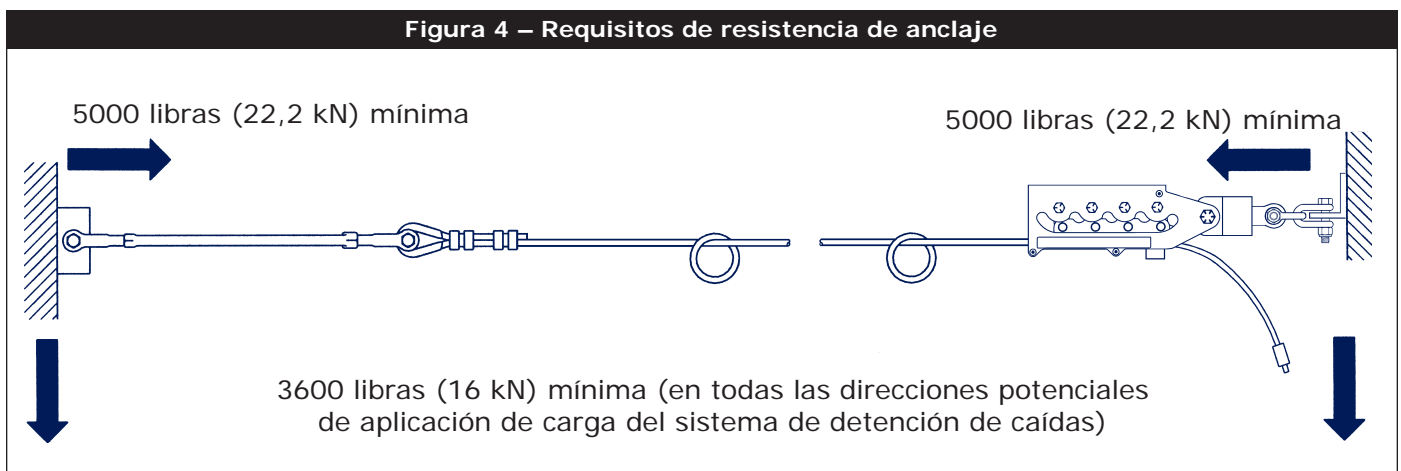 Figura 4 – Requisitos de resistencia de anclaje
5000 libras (22,2 kN) mínima
5000 libras (22,2 kN) mínima
3600 libras (16 kN) mínima (en todas las direcciones potenciales
de aplicación de carga del sistema de detención de caídas)